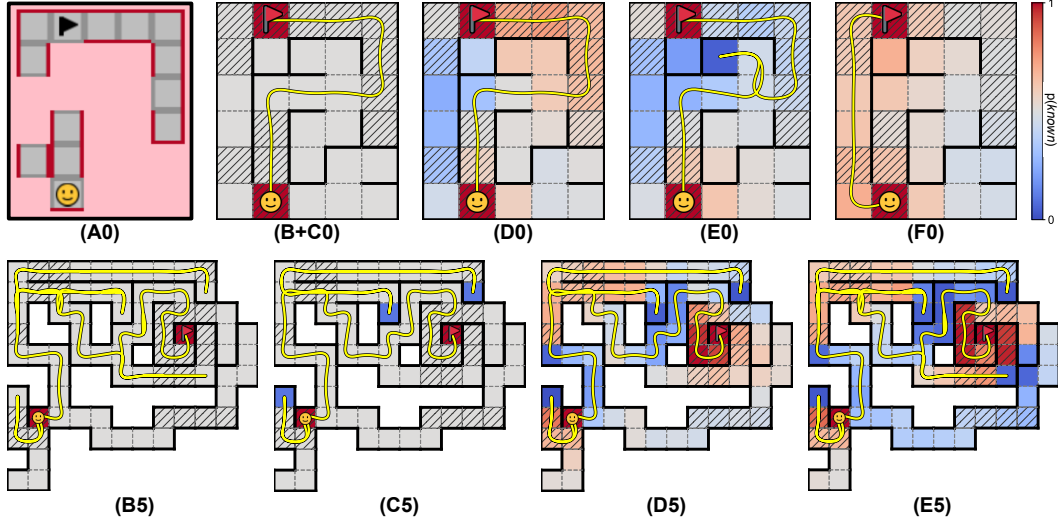 1
p(known)
0
(A0)
(B+C0)
(D0)
(E0)
(F0)
(B5)
(C5)
(D5)
(E5)